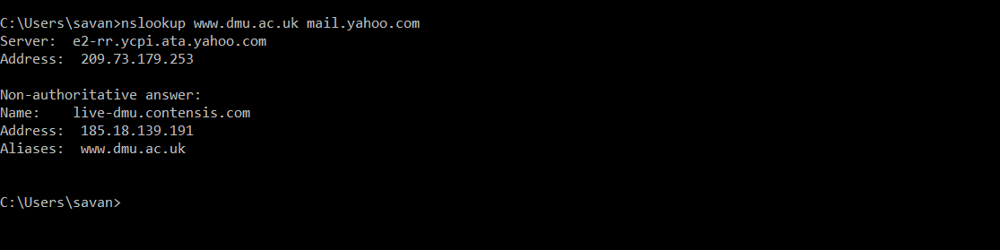 C:\Users\savan>nslookup www.dmu.ac.uk mail.yahoo.com
Server:  e2-rr.ycpi.ata.yahoo.com
Address:  209.73.179.253
Non-authoritative answer:
Name:    live-dmu.contensis.com
Address:  185.18.139.191
Aliases:  www.dmu.ac.uk
C:\Users\savan>